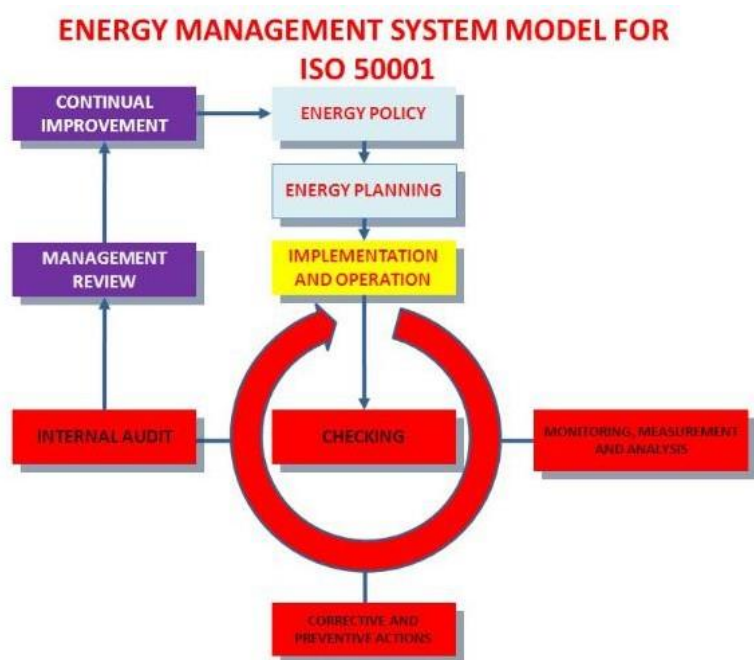 ENERGY MANAGEMENT SYSTEM MODEL FOR
ISO 50001
CONTINUAL
IMPROVEMENT
ENERGY POLICY
ENERGY PLANNING
MANAGEMENT
REVIEW
IMPLEMENTATION
AND OPERATION
INTERNAL AUDIT
CHECKING
MONITORING, MEASUREMENT
AND ANALYSIS
CORRECTIVE AND
PREVENTIVE ACTIONS